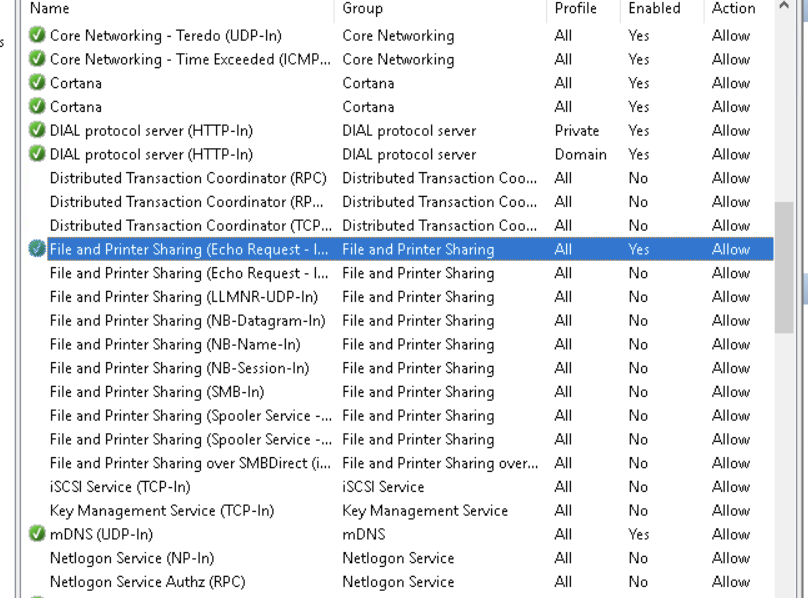 Name Group Profile Enabled Action
Core Networking - Teredo (UDP-In) Core Networking All Yes Allow
Core Networking - Time Exceeded (ICMP... Core Networking All Yes Allow
Cortana Cortana All Yes Allow
Cortana Cortana All Yes Allow
DIAL protocol server (HTTP-In) DIAL protocol server Private Yes Allow
DIAL protocol server (HTTP-In) DIAL protocol server Domain Yes Allow
Distributed Transaction Coordinator (RPC) Distributed Transaction Coo... All No Allow
Distributed Transaction Coordinator (RP... Distributed Transaction Coo... All No Allow
Distributed Transaction Coordinator (TCP... Distributed Transaction Coo... All No Allow
File and Printer Sharing (Echo Request - I... File and Printer Sharing All Yes Allow
File and Printer Sharing (Echo Request - I... File and Printer Sharing All No Allow
File and Printer Sharing (LLMNR-UDP-In) File and Printer Sharing All No Allow
File and Printer Sharing (NB-Datagram-In) File and Printer Sharing All No Allow
File and Printer Sharing (NB-Name-In) File and Printer Sharing All No Allow
File and Printer Sharing (NB-Session-In) File and Printer Sharing All No Allow
File and Printer Sharing (SMB-In) File and Printer Sharing All No Allow
File and Printer Sharing (Spooler Service -... File and Printer Sharing All No Allow
File and Printer Sharing (Spooler Service -... File and Printer Sharing All No Allow
File and Printer Sharing over SMBDirect (i... File and Printer Sharing over... All No Allow
iSCSI Service (TCP-In) iSCSI Service All No Allow
Key Management Service (TCP-In) Key Management Service All No Allow
mDNS (UDP-In) mDNS All Yes Allow
Netlogon Service (NP-In) Netlogon Service All No Allow
Netlogon Service Authz (RPC) Netlogon Service All No Allow